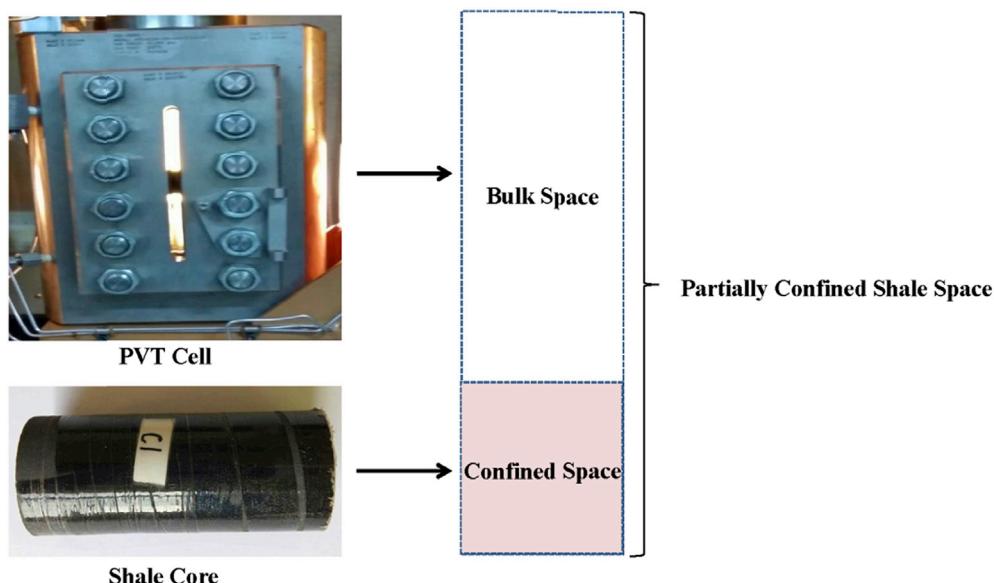 PVT Cell
Bulk Space
Partially Confined Shale Space
C1
Confined Space
Shale Core